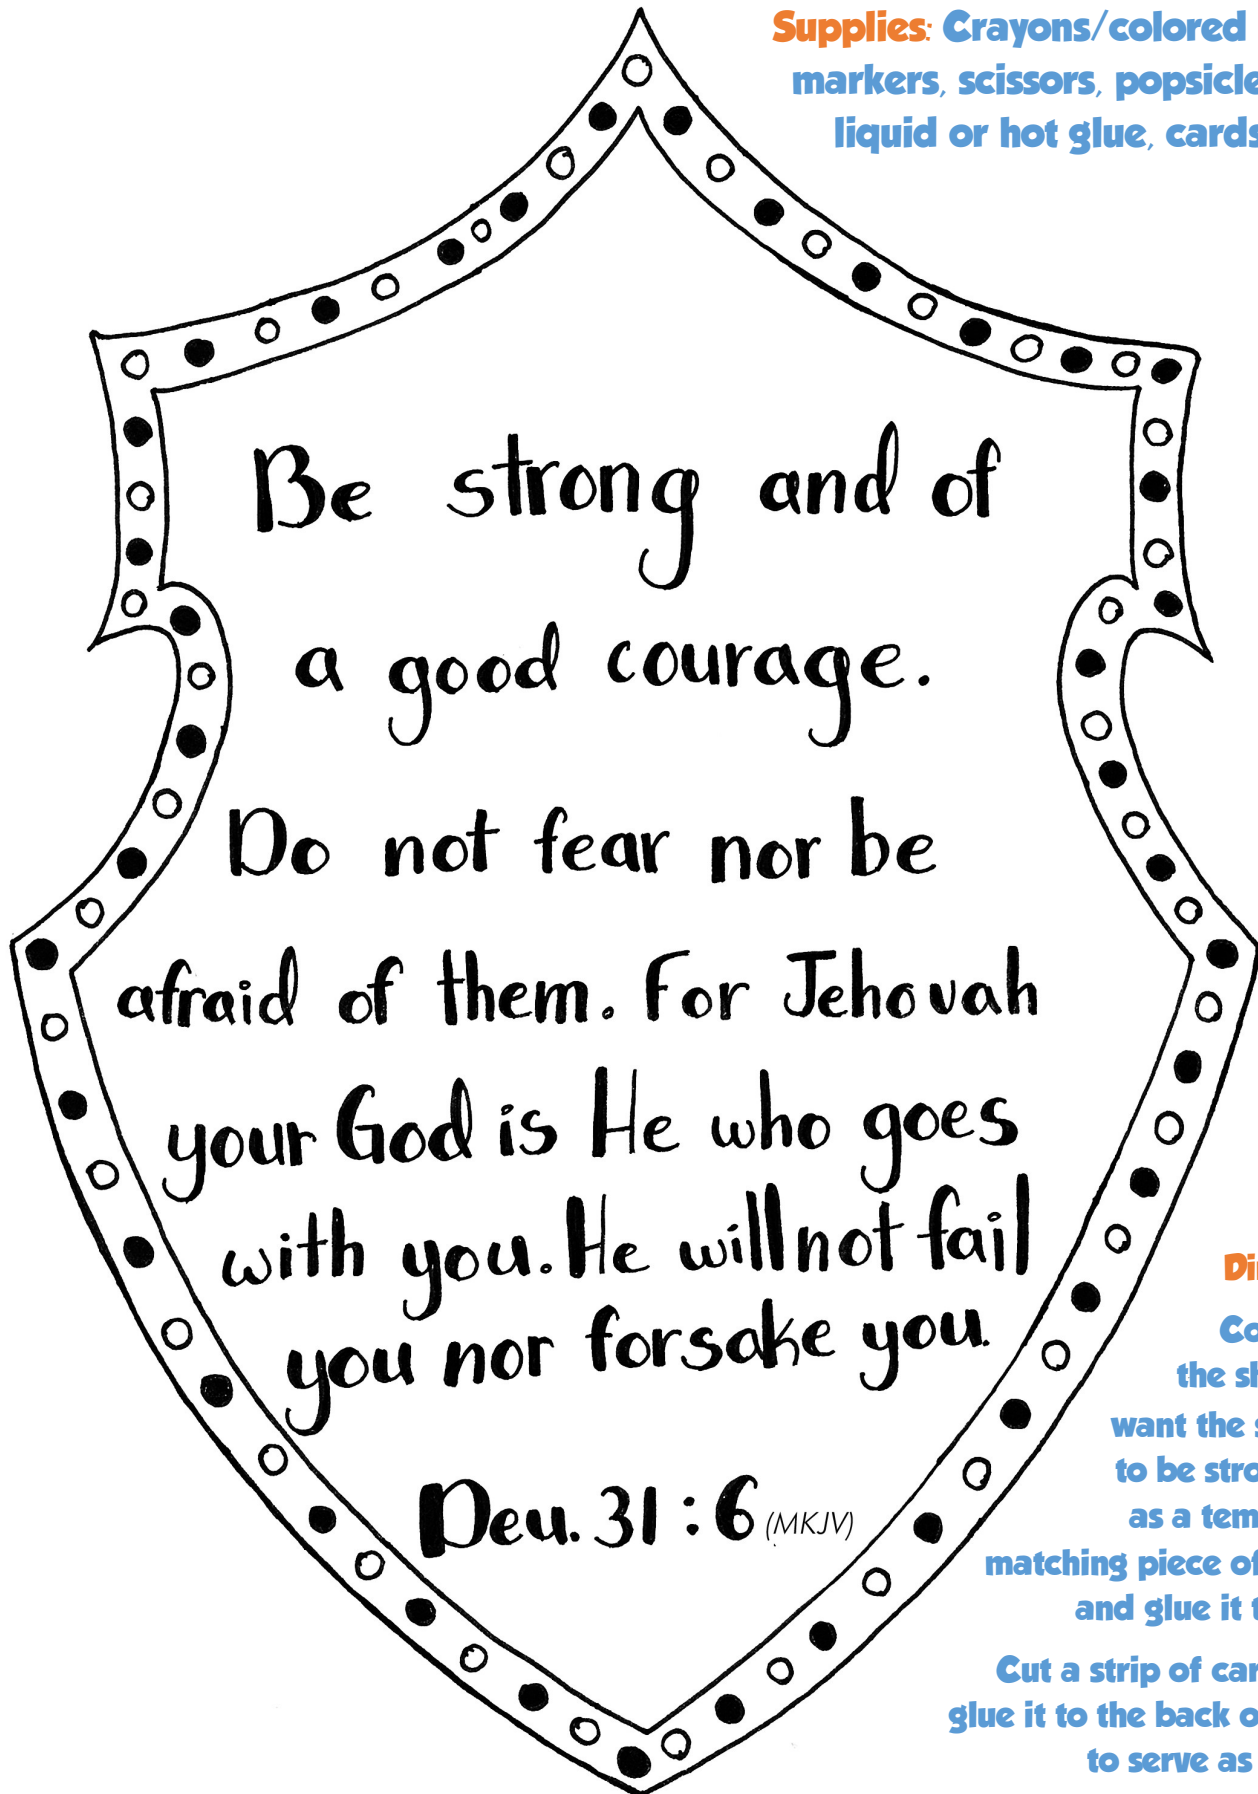 Supplies: Crayons/colored
markers, scissors, popsicle
liquid or hot glue,
Be strong and of
a good courage.
Do not fear nor be
afraid of them. For Jehovah
your God is He who goes
with you. He will not fail
you nor forsake you.
Deu. 31:6 (MKJV)
the
want the
to be
as a
matching piece of
and glue it
Cut a strip of
glue it to the back
to serve as